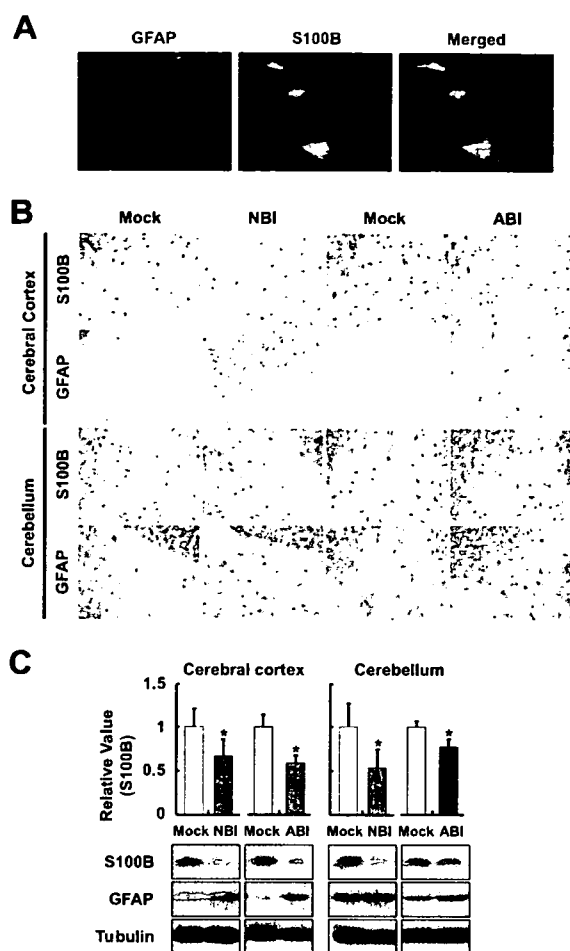 A
GFAP S100B Merged
B
Mock NBI Mock ABI
Cerebral Cortex
S100B
GFAP
Cerebellum
S100B
GFAP
C
Cerebral cortex Cerebellum
Relative Value
(S100B)
1.5
1
0.5
0
* * * *
Mock NBI Mock ABI Mock NBI Mock ABI
S100B
GFAP
Tubulin